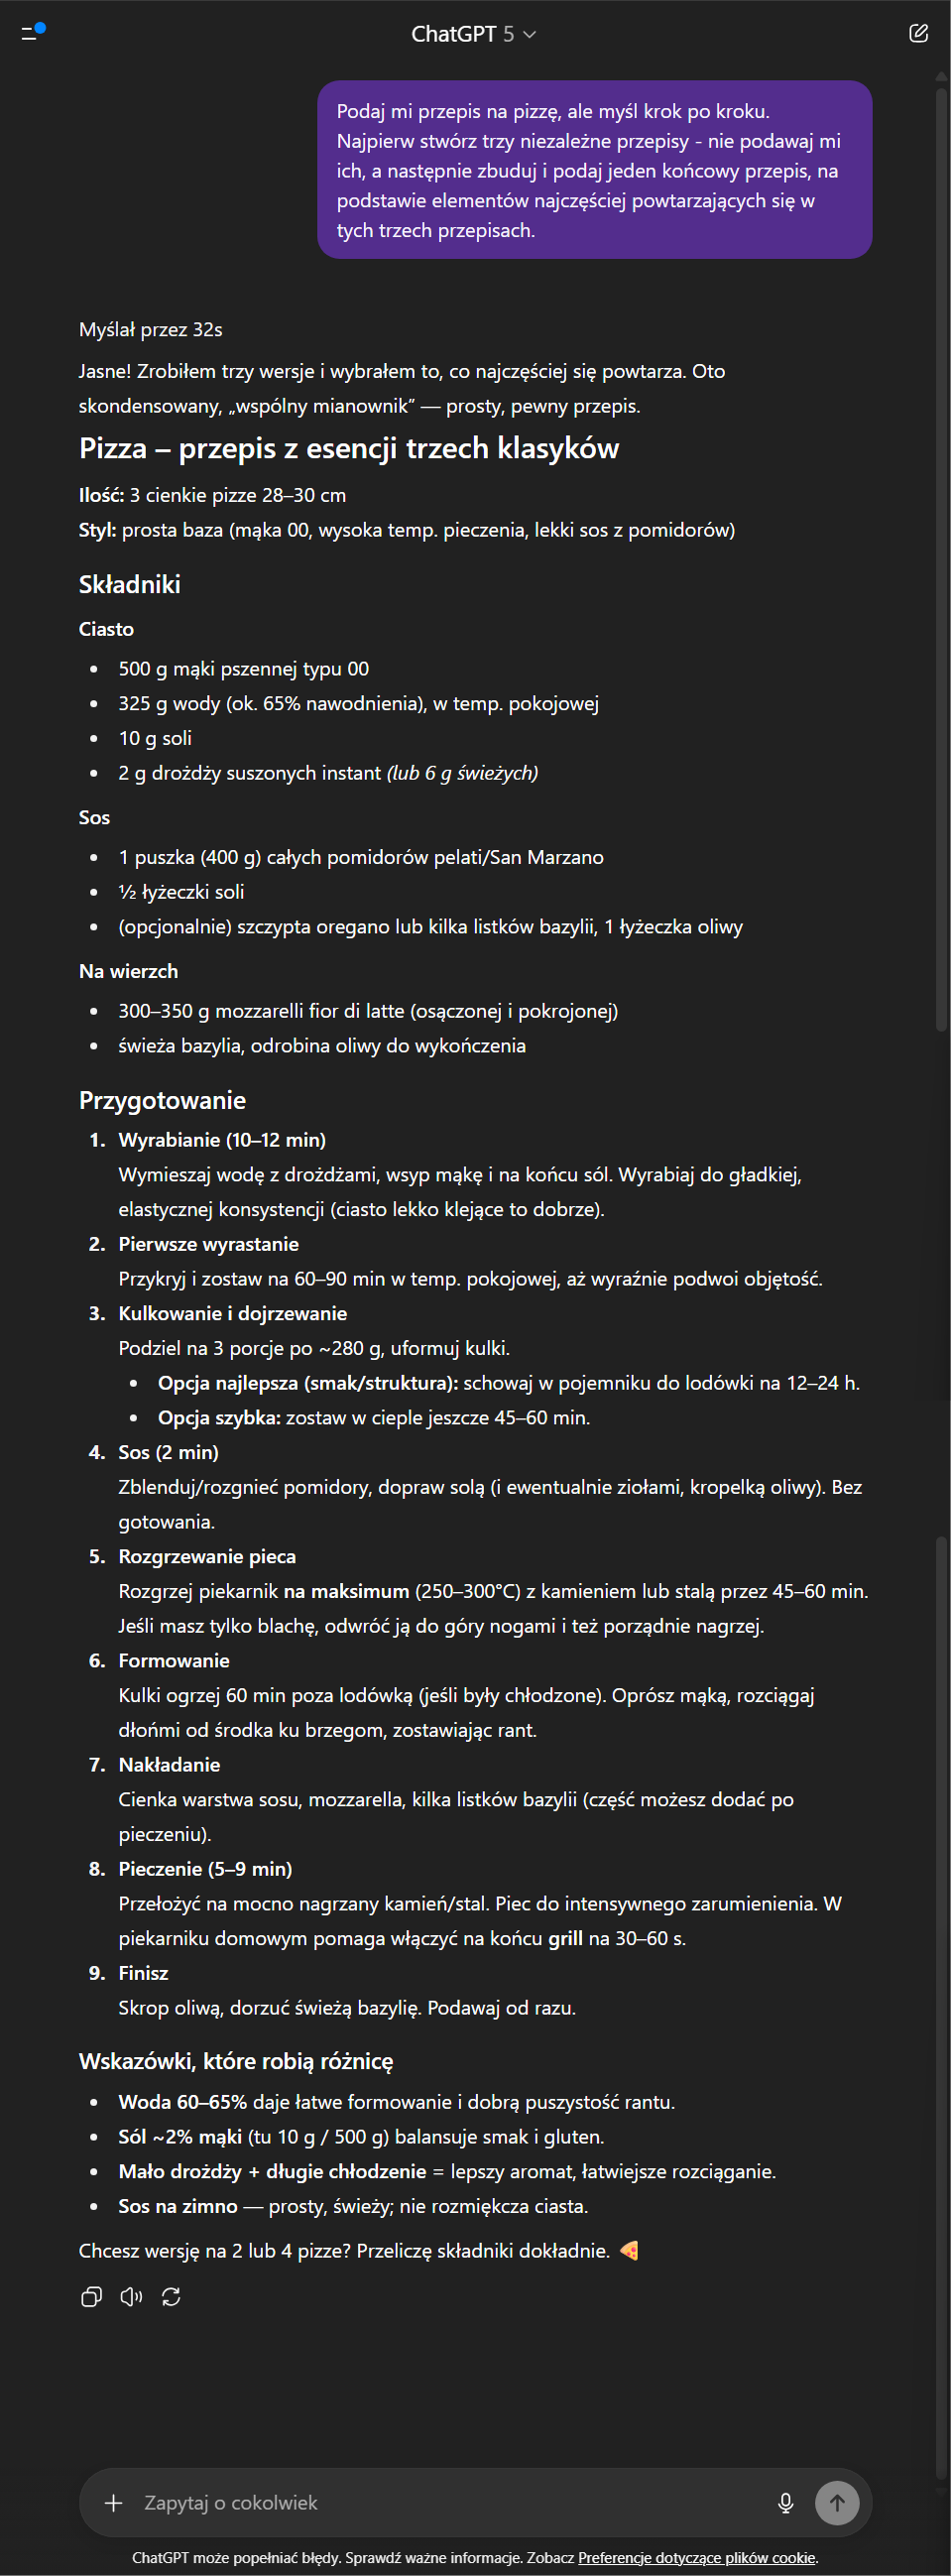 ChatGPT 5
Podaj mi przepis na pizzę, ale myśl krok po kroku.
Najpierw stwórz trzy niezależne przepisy - nie podawaj mi
ich, a następnie zbuduj i podaj jeden końcowy przepis, na
podstawie elementów najczęściej powtarzających się w
tych trzech przepisach.
Myślał przez 32s
Jasne! Zrobiłem trzy wersje i wybrałem to, co najczęściej się powtarza. Oto
skondensowany, „wspólny mianownik” — prosty, pewny przepis.
Pizza – przepis z esencji trzech klasyków
Ilość: 3 cienkie pizze 28–30 cm
Styl: prosta baza (mąka 00, wysoka temp. pieczenia, lekki sos z pomidorów)
Składniki
Ciasto
• 500 g mąki pszennej typu 00
• 325 g wody (ok. 65% nawodnienia), w temp. pokojowej
• 10 g soli
• 2 g drożdży suszonych instant (lub 6 g świeżych)
Sos
• 1 puszka (400 g) całych pomidorów pelati/San Marzano
• ½ łyżeczki soli
• (opcjonalnie) szczypta oregano lub kilka listków bazylii, 1 łyżeczka oliwy
Na wierzch
• 300–350 g mozzarelli fior di latte (osączonej i pokrojonej)
• świeża bazylia, odrobina oliwy do wykończenia
Przygotowanie
1. Wyrabianie (10–12 min)
Wymieszaj wodę z drożdżami, wsyp mąkę i na końcu sól. Wyrabiaj do gładkiej,
elastycznej konsystencji (ciasto lekko klejące to dobrze).
2. Pierwsze wyrastanie
Przykryj i zostaw na 60–90 min w temp. pokojowej, aż wyraźnie podwoi objętość.
3. Kulkowanie i dojrzewanie
Podziel na 3 porcje po ~280 g, uformuj kulki.
• Opcja najlepsza (smak/struktura): schowaj w pojemniku do lodówki na 12–24 h.
• Opcja szybka: zostaw w cieple jeszcze 45–60 min.
4. Sos (2 min)
Zblenduj/rozgnieć pomidory, dopraw solą (i ewentualnie ziołami, kropelką oliwy). Bez
gotowania.
5. Rozgrzewanie pieca
Rozgrzej piekarnik na maksimum (250–300°C) z kamieniem lub stalą przez 45–60 min.
Jeśli masz tylko blachę, odwróć ją do góry nogami i też porządnie nagrzej.
6. Formowanie
Kulki ogrzej 60 min poza lodówką (jeśli były chłodzone). Oprósz mąką, rozciągaj
dłońmi od środka ku brzegom, zostawiając rant.
7. Nakładanie
Cienka warstwa sosu, mozzarella, kilka listków bazylii (część możesz dodać po
pieczeniu).
8. Pieczenie (5–9 min)
Przełożyć na mocno nagrzany kamień/stal. Piec do intensywnego zarumienienia. W
piekarniku domowym pomaga włączyć na końcu grill na 30–60 s.
9. Finisz
Skrop oliwą, dorzuć świeżą bazylię. Podawaj od razu.
Wskazówki, które robią różnicę
• Woda 60–65% daje łatwe formowanie i dobrą puszystość rantu.
• Sól ~2% mąki (tu 10 g / 500 g) balansuje smak i gluten.
• Mało drożdży + długie chłodzenie = lepszy aromat, łatwiejsze rozciąganie.
• Sos na zimno — prosty, świeży; nie rozmiękcza ciasta.
Chcesz wersję na 2 lub 4 pizze? Przeliczę składniki dokładnie. 🍕
Zapytaj o cokolwiek
ChatGPT może popełniać błędy. Sprawdź ważne informacje. Zobacz Preferencje dotyczące plików cookie.